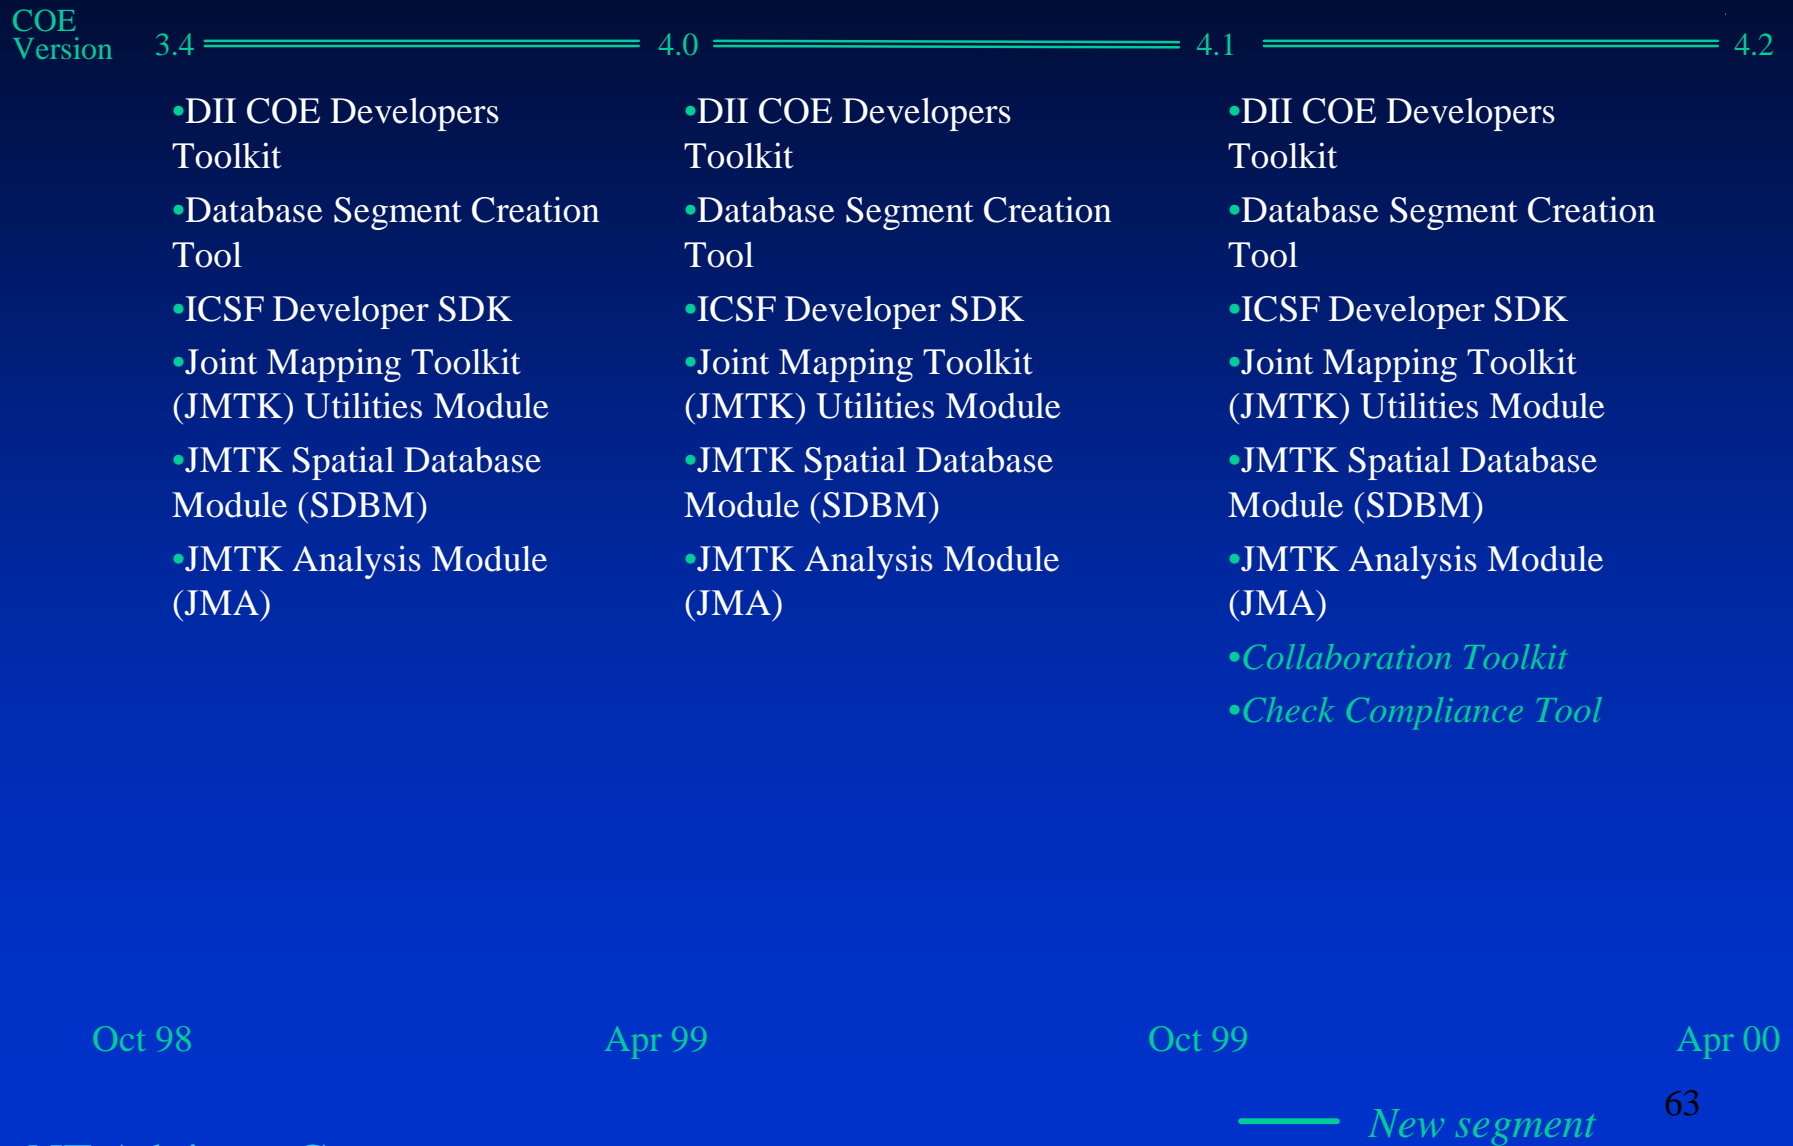 COE
Version
3.4
4.0
4.1
4.2
•DII COE Developers
Toolkit
•Database Segment Creation
Tool
•ICSF Developer SDK
•Joint Mapping Toolkit
(JMTK) Utilities Module
•JMTK Spatial Database
Module (SDBM)
•JMTK Analysis Module
(JMA)
•DII COE Developers
Toolkit
•Database Segment Creation
Tool
•ICSF Developer SDK
•Joint Mapping Toolkit
(JMTK) Utilities Module
•JMTK Spatial Database
Module (SDBM)
•JMTK Analysis Module
(JMA)
•DII COE Developers
Toolkit
•Database Segment Creation
Tool
•ICSF Developer SDK
•Joint Mapping Toolkit
(JMTK) Utilities Module
•JMTK Spatial Database
Module (SDBM)
•JMTK Analysis Module
(JMA)
•Collaboration Toolkit
•Check Compliance Tool
Oct 98
Apr 99
Oct 99
Apr 00
63
New segment